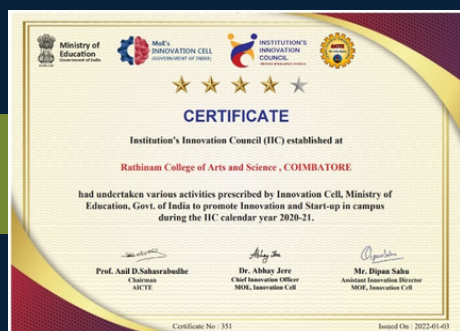 Ministry of
Education
Government of India
MoE's
INNOVATION CELL
(GOVERNMENT OF INDIA)
INSTITUTION'S
INNOVATION
COUNCIL
AICTE
CERTIFICATE
Institution's Innovation Council (IIC) established at
Rathinam College of Arts and Science , COIMBATORE
had undertaken various activities prescribed by Innovation Cell, Ministry of
Education, Govt. of India to promote Innovation and Start-up in campus
during the IIC calendar year 2020-21.
Prof. Anil D.Sahasrabudhe
Chairman
AICTE
Dr. Abhay Jere
Chief Innovation Officer
MOE, Innovation Cell
Mr. Dipan Sahu
Assistant Innovation Director
MOE, Innovation Cell
Certificate No : 351
Issued On : 2022-01-03